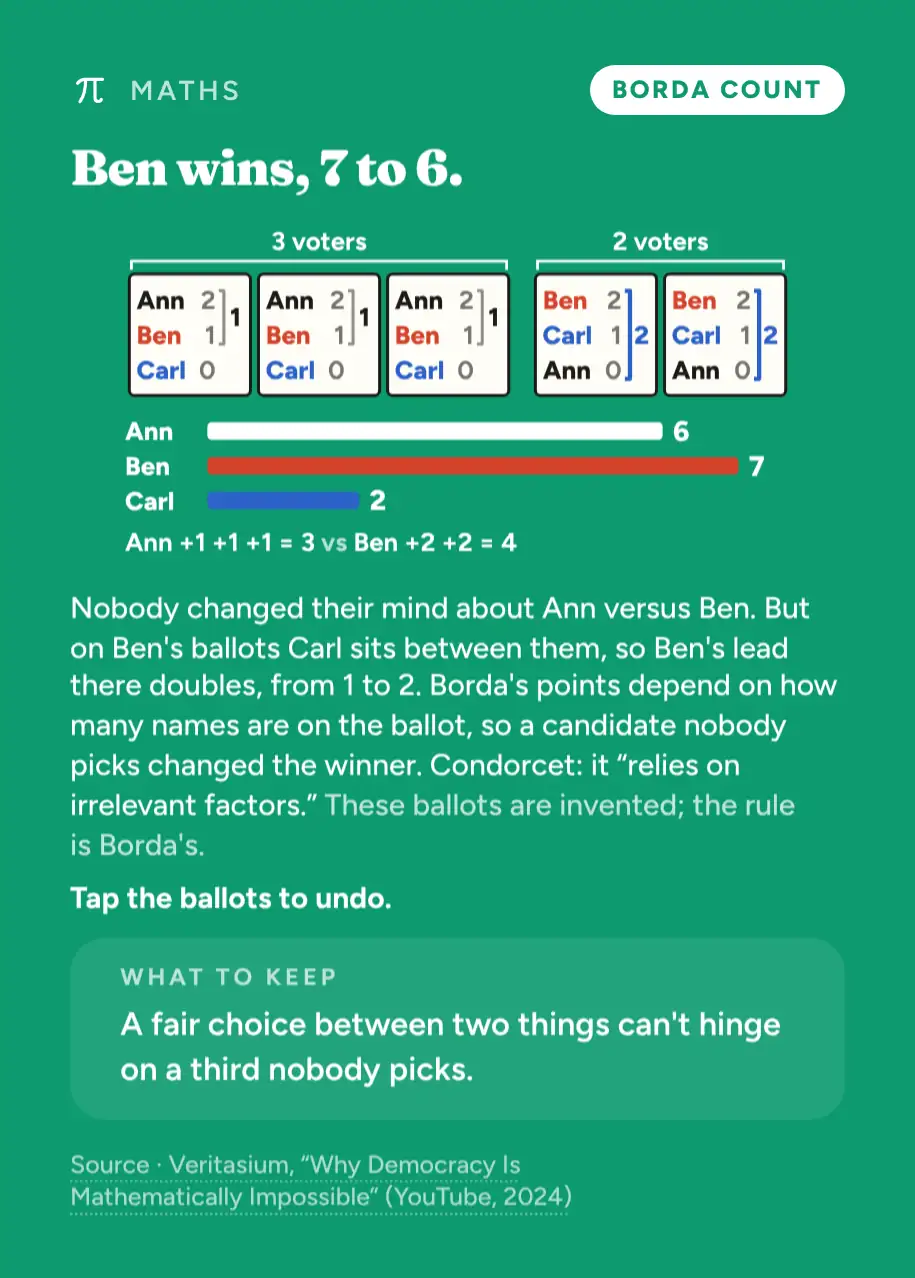 π MATHS
BORDA COUNT
Ben wins, 7 to 6.
3 voters
Ann 2
Ben 1
Carl 0
1
Ann 2
Ben 1
Carl 0
1
Ann 2
Ben 1
Carl 0
1
2 voters
Ben 2
Carl 1
Ann 0
2
Ben 2
Carl 1
Ann 0
2
Ann 6
Ben 7
Carl 2
Ann +1 +1 +1 = 3 vs Ben +2 +2 = 4
Nobody changed their mind about Ann versus Ben. But
on Ben's ballots Carl sits between them, so Ben's lead
there doubles, from 1 to 2. Borda's points depend on how
many names are on the ballot, so a candidate nobody
picks changed the winner. Condorcet: it “relies on
irrelevant factors.” These ballots are invented; the rule
is Borda's.
Tap the ballots to undo.
WHAT TO KEEP
A fair choice between two things can't hinge
on a third nobody picks.
Source · Veritasium, “Why Democracy Is
Mathematically Impossible” (YouTube, 2024)